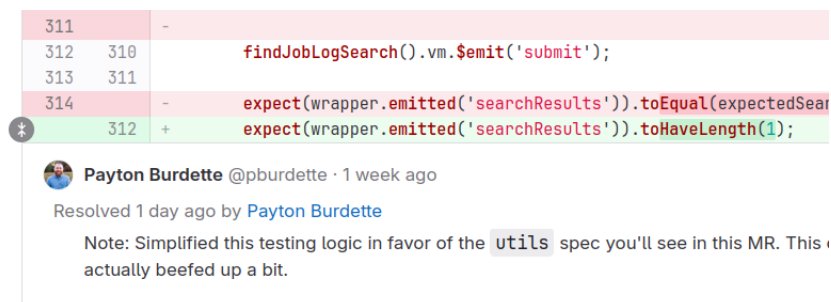 311 -
312 310 findJobLogSearch().vm.$emit('submit');
313 311
314 - expect(wrapper.emitted('searchResults')).toEqual(expectedSear
312 + expect(wrapper.emitted('searchResults')).toHaveLength(1);
Payton Burdette @pburdette · 1 week ago
Resolved 1 day ago by Payton Burdette
Note: Simplified this testing logic in favor of the utils spec you'll see in this MR. This
actually beefed up a bit.